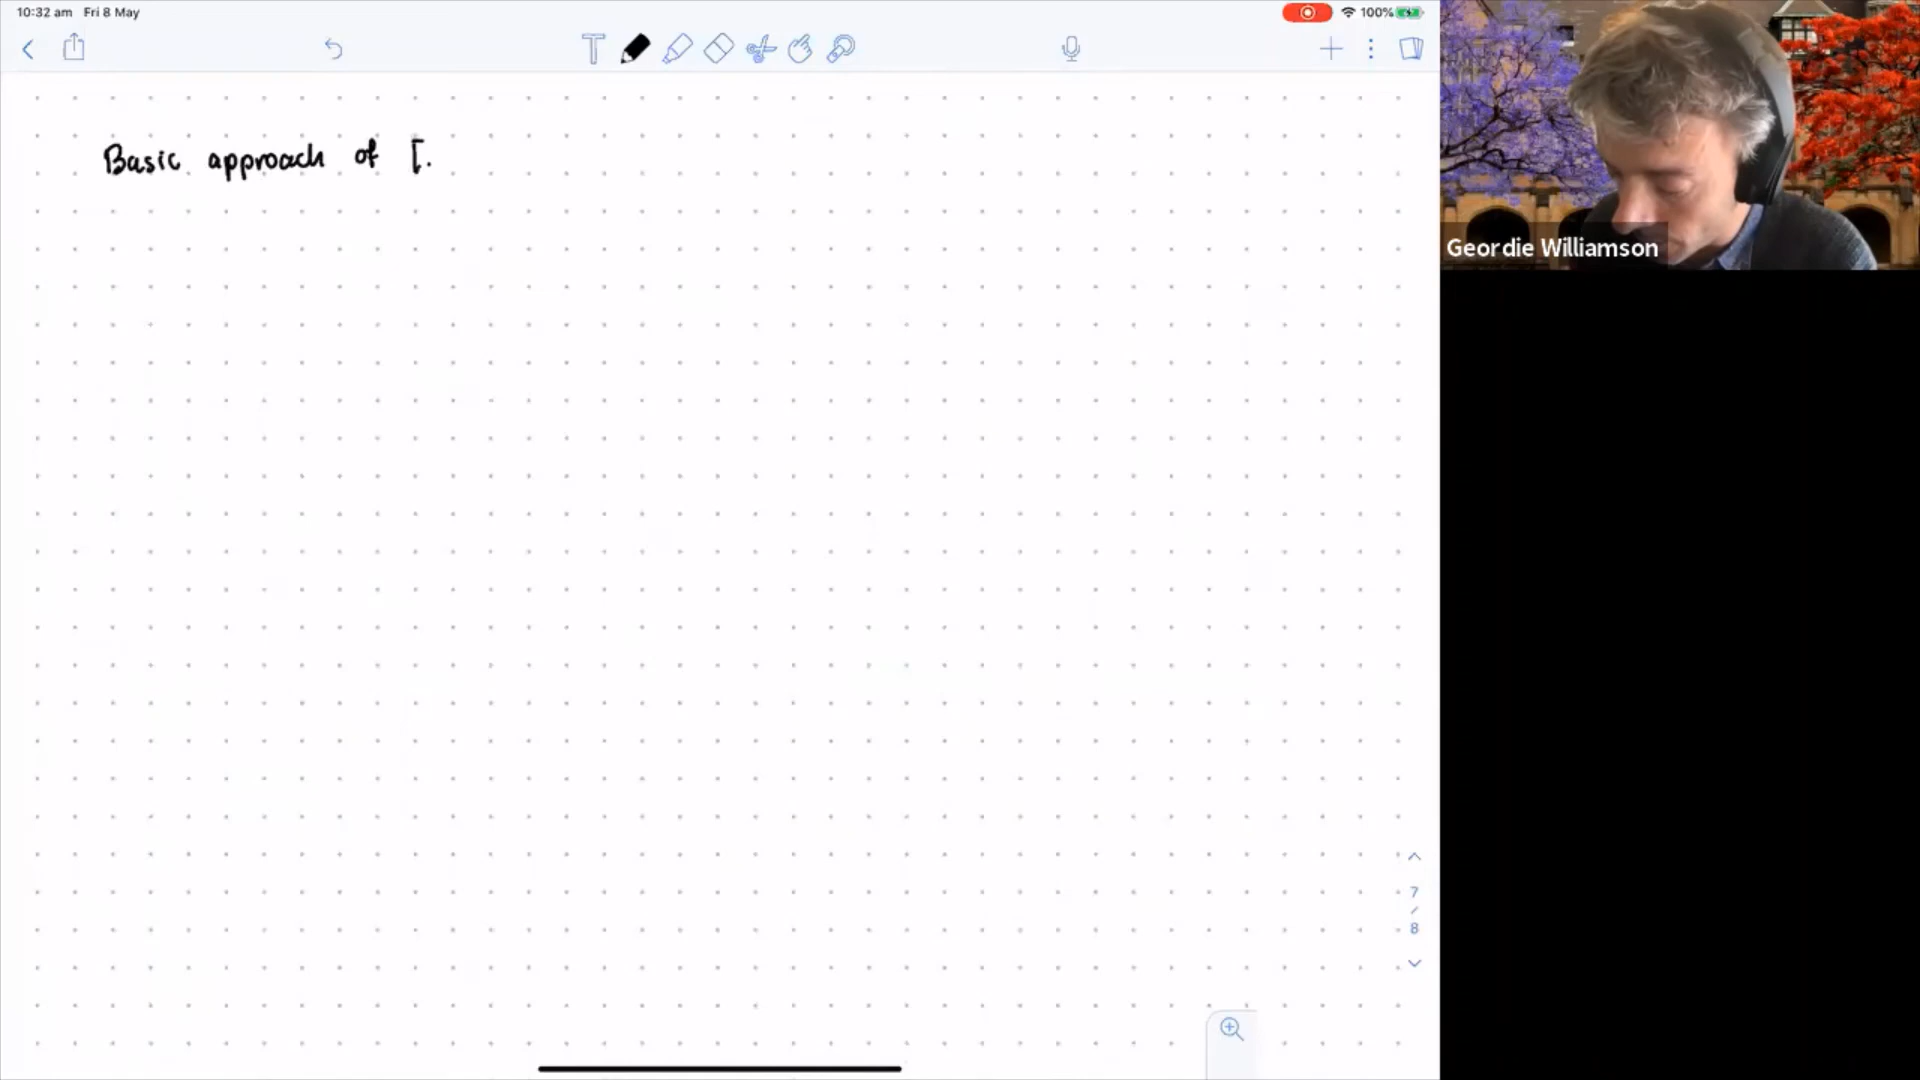 10:32 am Fri 8 May
100%
Basic approach of [.
Geordie Williamson
7
/
8